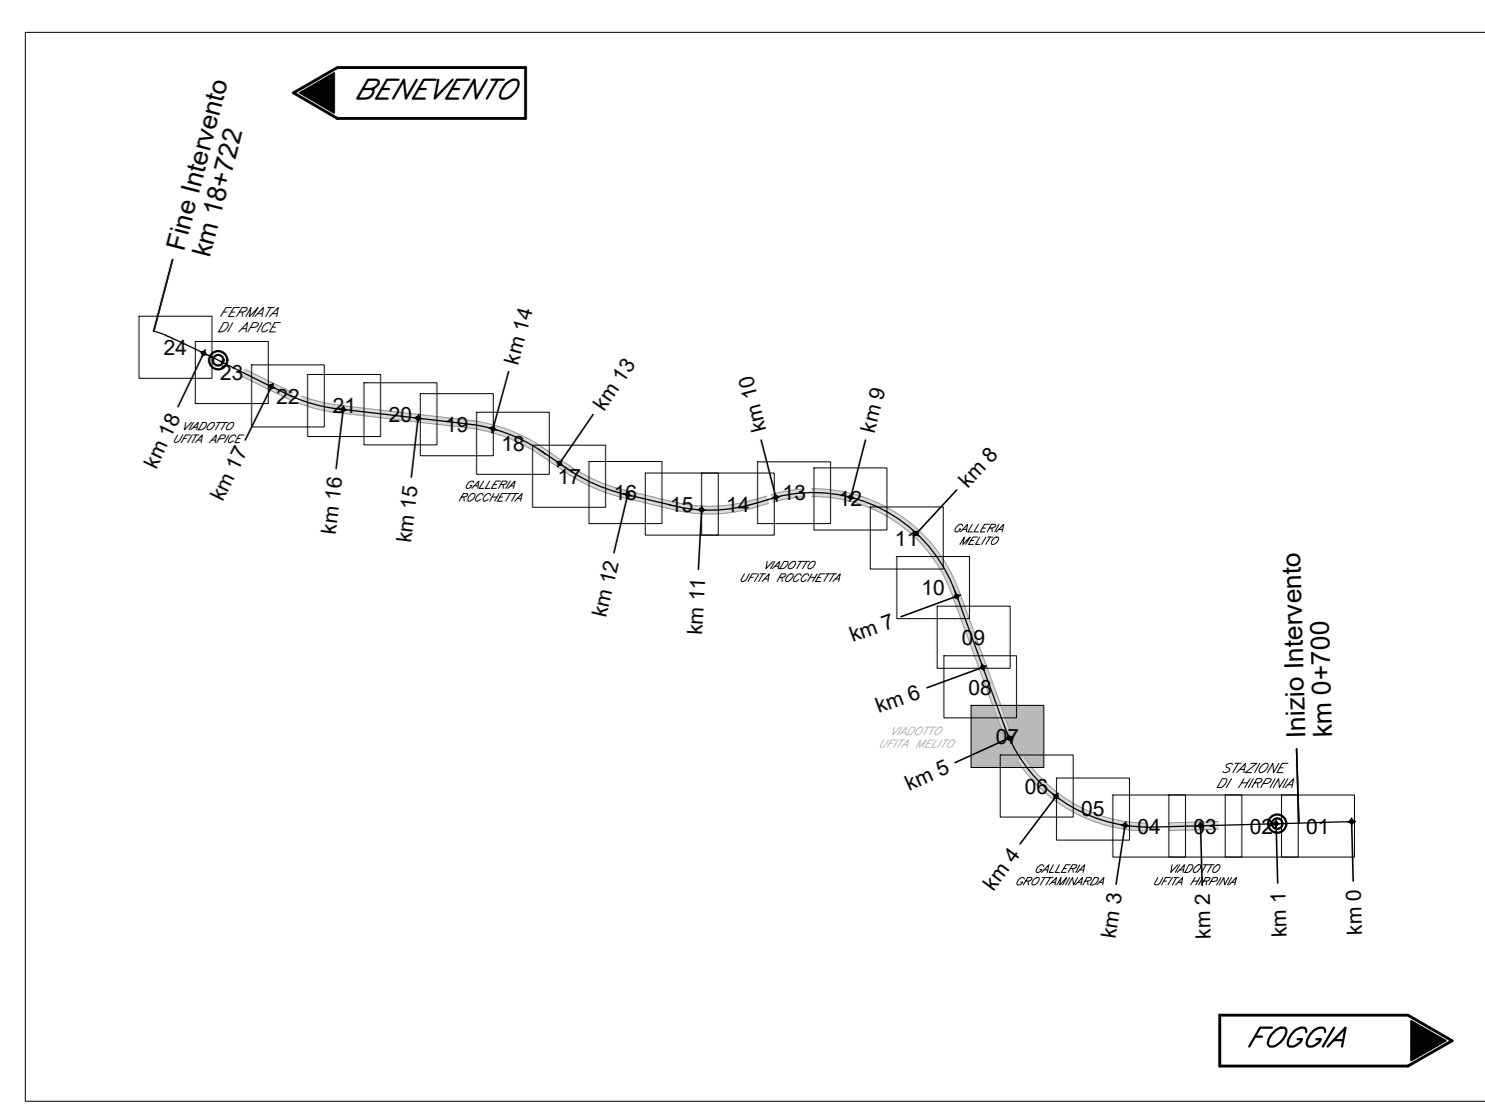 BENEVENTO
Fine Intervento
km 18+722
FERMATA
DI APICE
24
23
22
21
20
19
18
17
16
15
14
13
12
11
10
09
08
07
06
05
04
03
02
01
km 18
VIADOTTO
UFITA APICE
km 17
km 16
km 15
km 14
km 13
GALLERIA
ROCCHETTA
km 12
km 11
km 10
km 9
VIADOTTO
UFITA ROCCHETTA
km 8
GALLERIA
MELITO
km 7
km 6
VIADOTTO
UFITA MELITO
km 5
km 4
GALLERIA
GROTTAMINARDA
km 3
VIADOTTO
UFITA HIRPINIA
km 2
STAZIONE
DI HIRPINIA
km 1
Inizio Intervento
km 0+700
km 0
FOGGIA